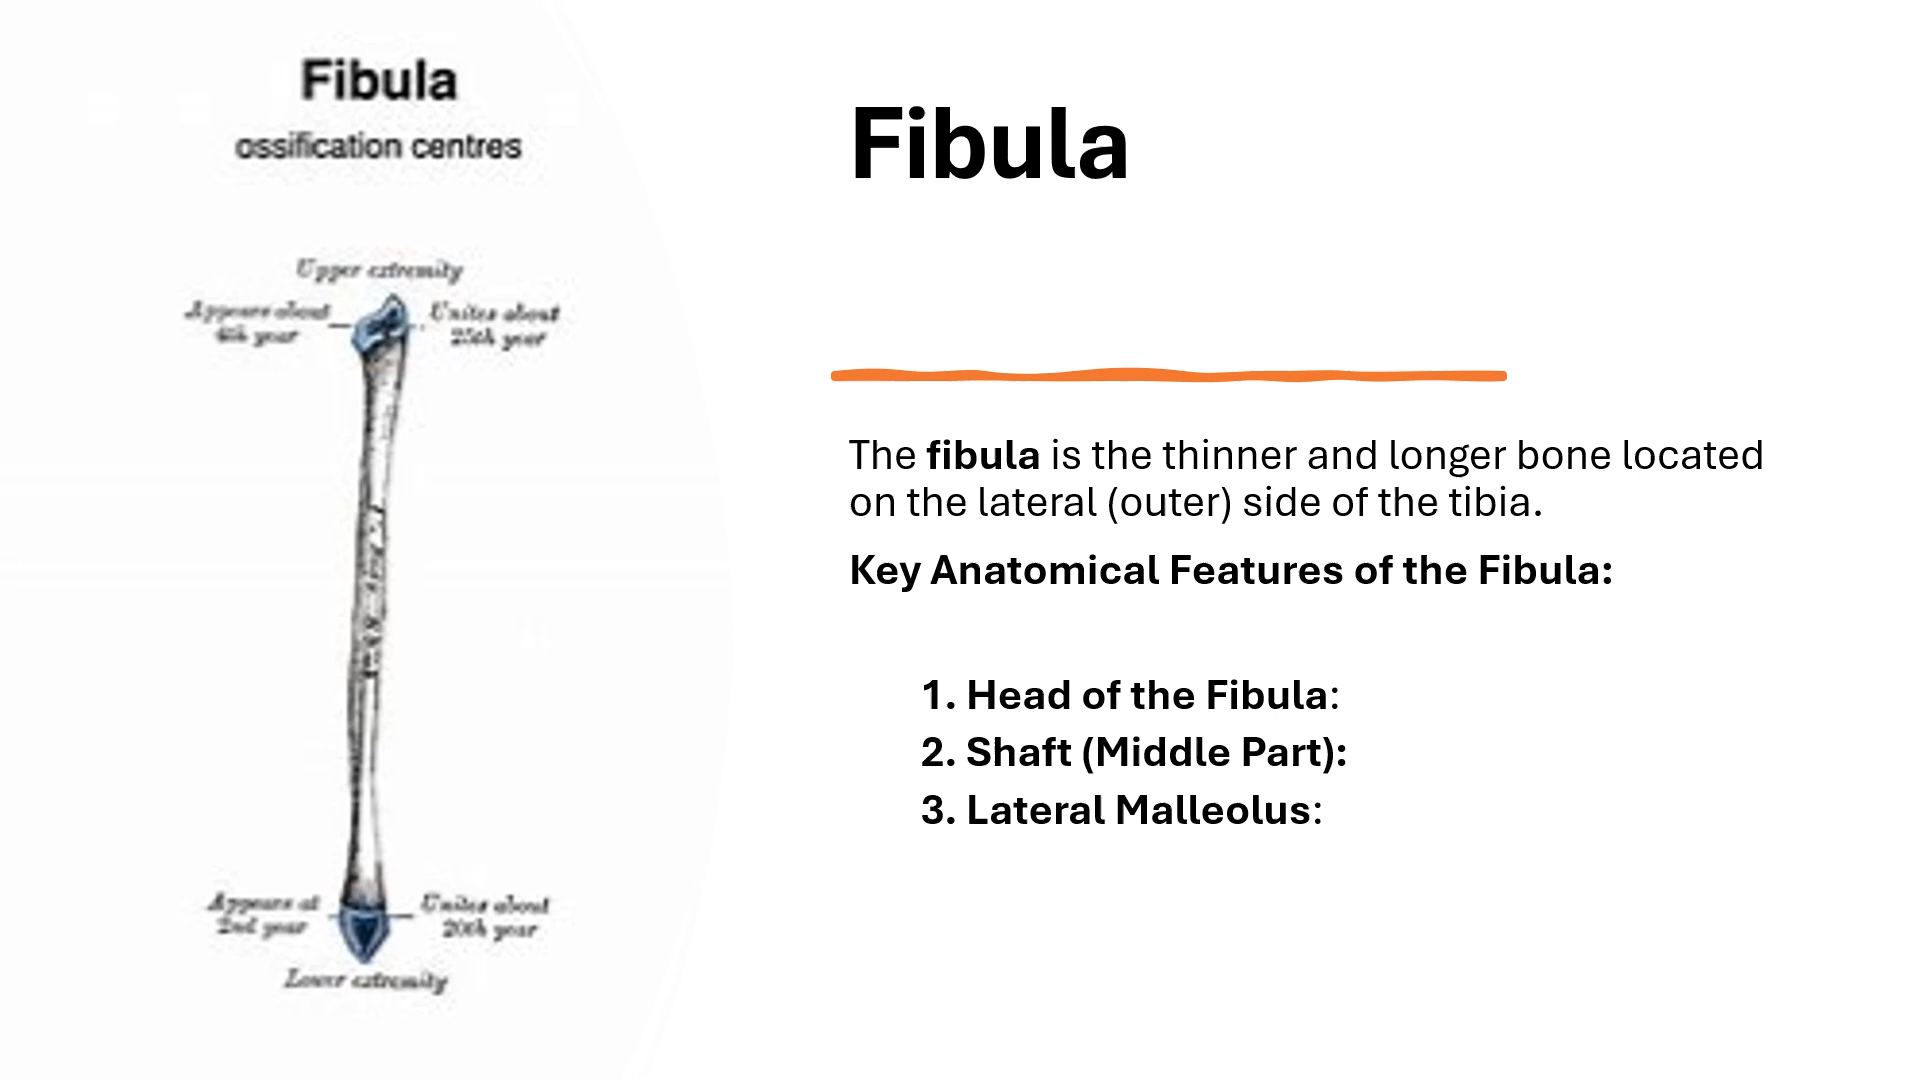 Fibula
ossification centres
Upper extremity
Appears about
4th year
Unites about
25th year
Appears at
2nd year
Unites about
20th year
Lower extremity
Fibula
The fibula is the thinner and longer bone located
on the lateral (outer) side of the tibia.
Key Anatomical Features of the Fibula:
1. Head of the Fibula:
2. Shaft (Middle Part):
3. Lateral Malleolus: